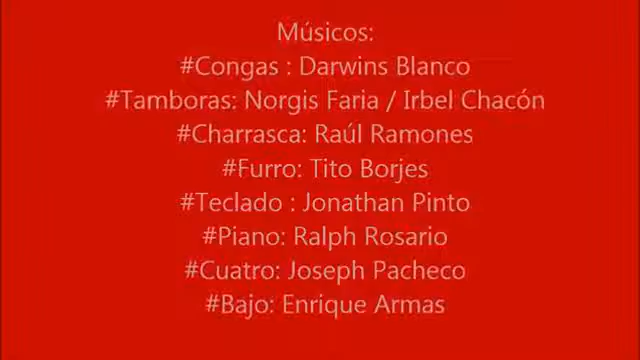 Músicos:
#Congas : Darwins Blanco
#Tamboras: Norgis Faria / Irbel Chacón
#Charrasca: Raúl Ramones
#Furro: Tito Borjes
#Teclado : Jonathan Pinto
#Piano: Ralph Rosario
#Cuatro: Joseph Pacheco
#Bajo: Enrique Armas